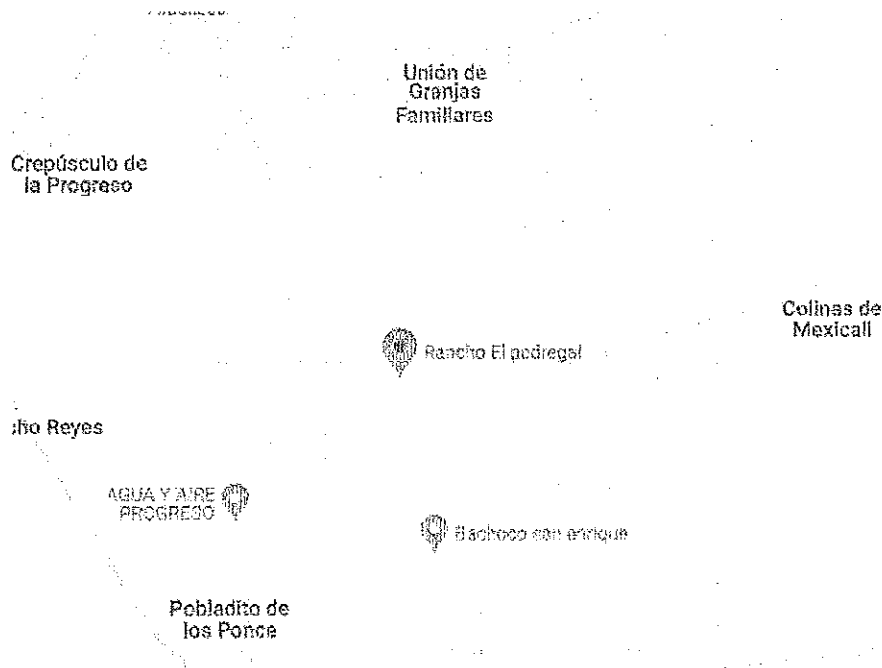 Unión de
Granjas
Familiares
Crepúsculo de
la Progreso
Colinas de
Mexicali
Rancho El pedregal
Reyes
AGUA Y AIRE
PROGRESO
Bachoco san enrique
Pobladito de
los Ponce